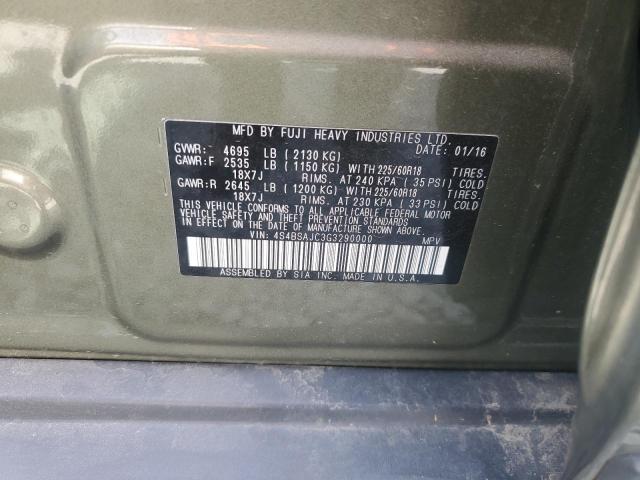 MFD BY FUJI HEAVY INDUSTRIES LTD.
GVWR: 4695 LB ( 2130 KG) DATE: 01/16
GAWR:F 2535 LB ( 1150 KG) WITH 225/60R18 TIRES.
18X7J RIMS. AT 240 KPA ( 35 PSI) COLD
GAWR:R 2645 LB ( 1200 KG) WITH 225/60R18 TIRES.
18X7J RIMS. AT 230 KPA ( 33 PSI) COLD
THIS VEHICLE CONFORMS TO ALL APPLICABLE FEDERAL MOTOR
VEHICLE SAFETY AND THEFT PREVENTION STANDARDS
IN EFFECT ON THE DATE OF MANUFACTURE SHOWN ABOVE.
VIN: 4S4BSAJC3G3290000 MPV
ASSEMBLED BY SIA INC. MADE IN U.S.A.